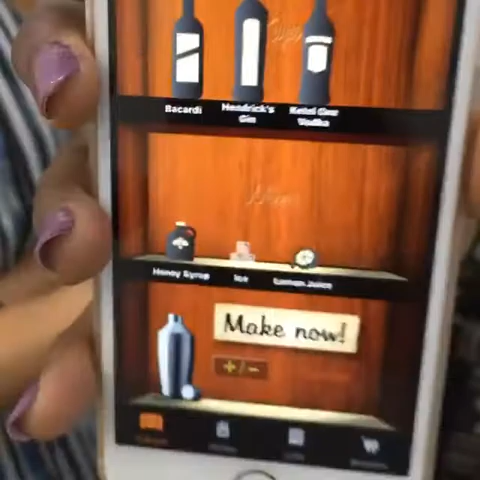 Bacardi
Hendrick's
Gin
Ketel One
Vodka
Honey Syrup
Ice
Lemon Juice
Make now!
+/-